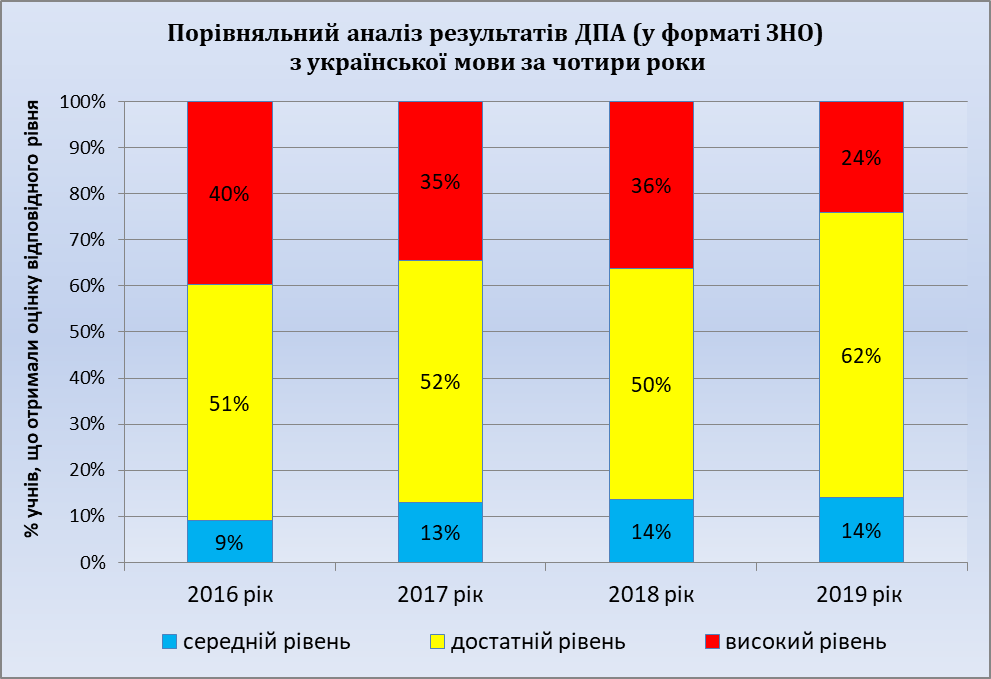 Порівняльний аналіз результатів ДПА (у форматі ЗНО)
з української мови за чотири роки
% учнів, що отримали оцінку відповідного рівня
100%
90%
80%
70%
60%
50%
40%
30%
20%
10%
0%
40%
35%
36%
24%
51%
52%
50%
62%
9%
13%
14%
14%
2016 рік
2017 рік
2018 рік
2019 рік
середній рівень
достатній рівень
високий рівень